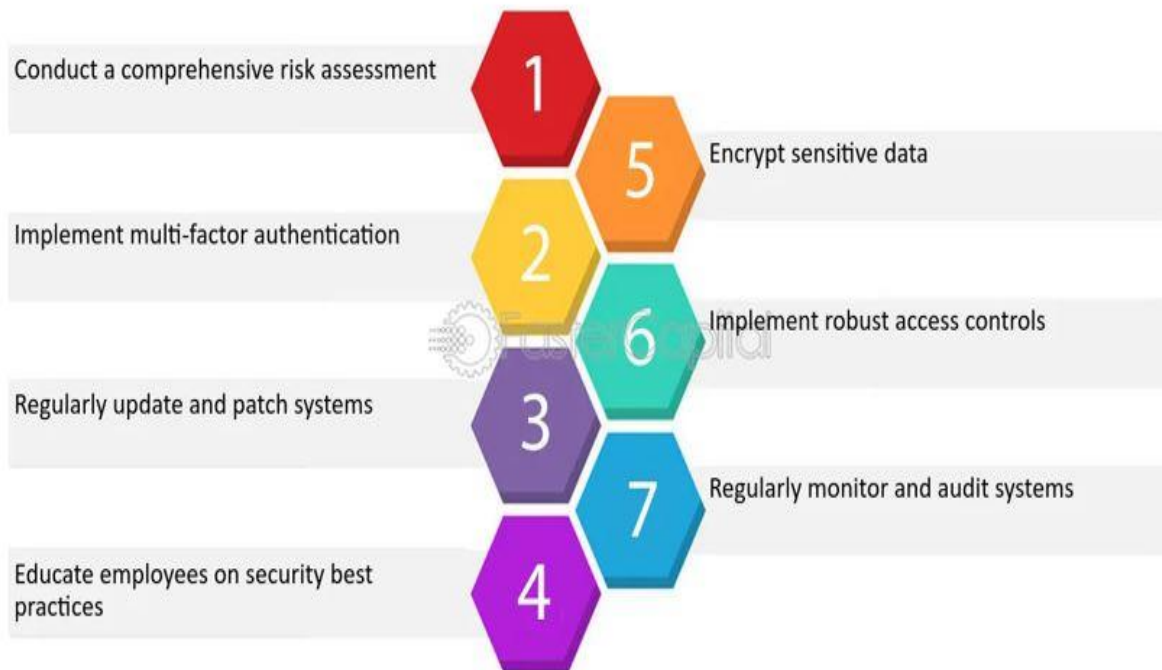 Conduct a comprehensive risk assessment
1
5
Encrypt sensitive data
Implement multi-factor authentication
2
FasterCapital
6
Implement robust access controls
Regularly update and patch systems
3
7
Regularly monitor and audit systems
Educate employees on security best
practices
4